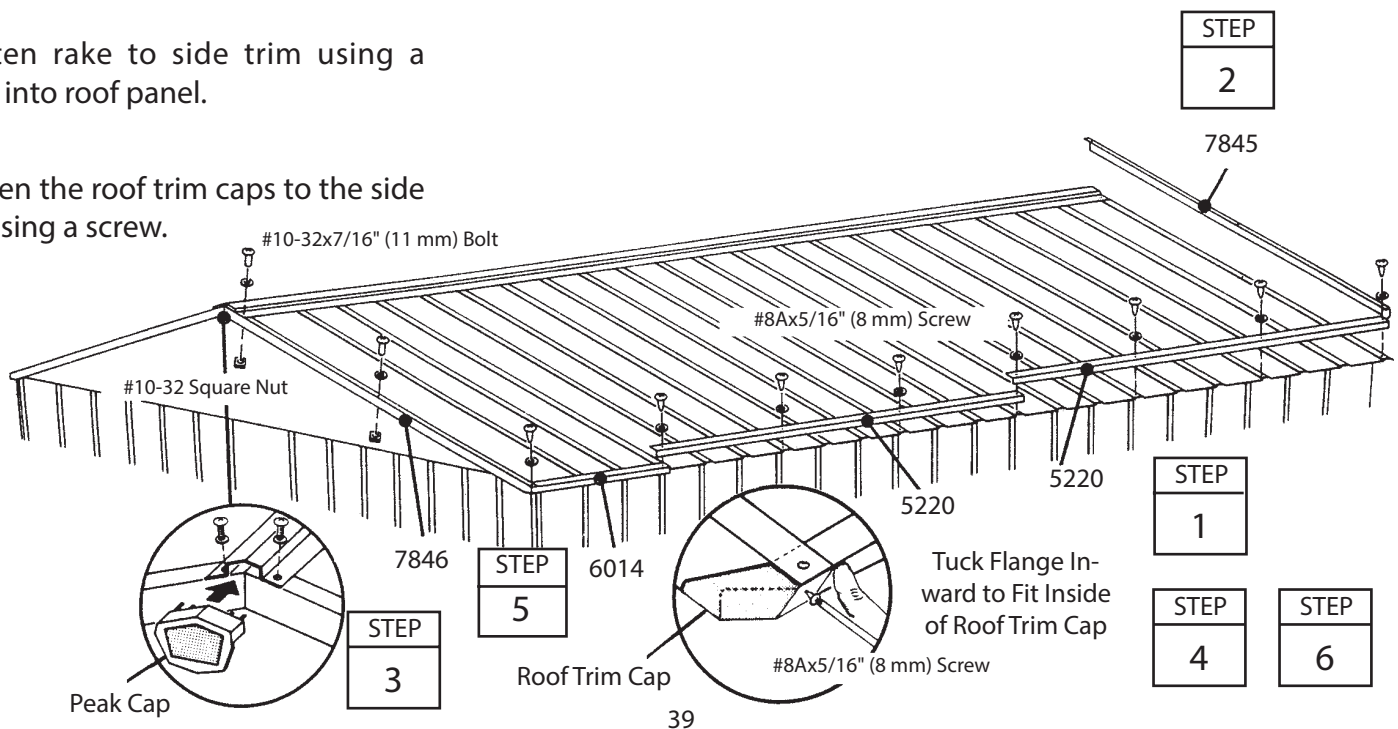 ten rake to side trim using a
into roof panel.
en the roof trim caps to the side
sing a screw.
STEP
2
7845
#10-32x7/16" (11 mm) Bolt
#8Ax5/16" (8 mm) Screw
#10-32 Square Nut
5220
5220
STEP
1
7846
STEP
5
6014
Tuck Flange In-
ward to Fit Inside
of Roof Trim Cap
STEP
3
STEP
4
STEP
6
Peak Cap
Roof Trim Cap
#8Ax5/16" (8 mm) Screw
39